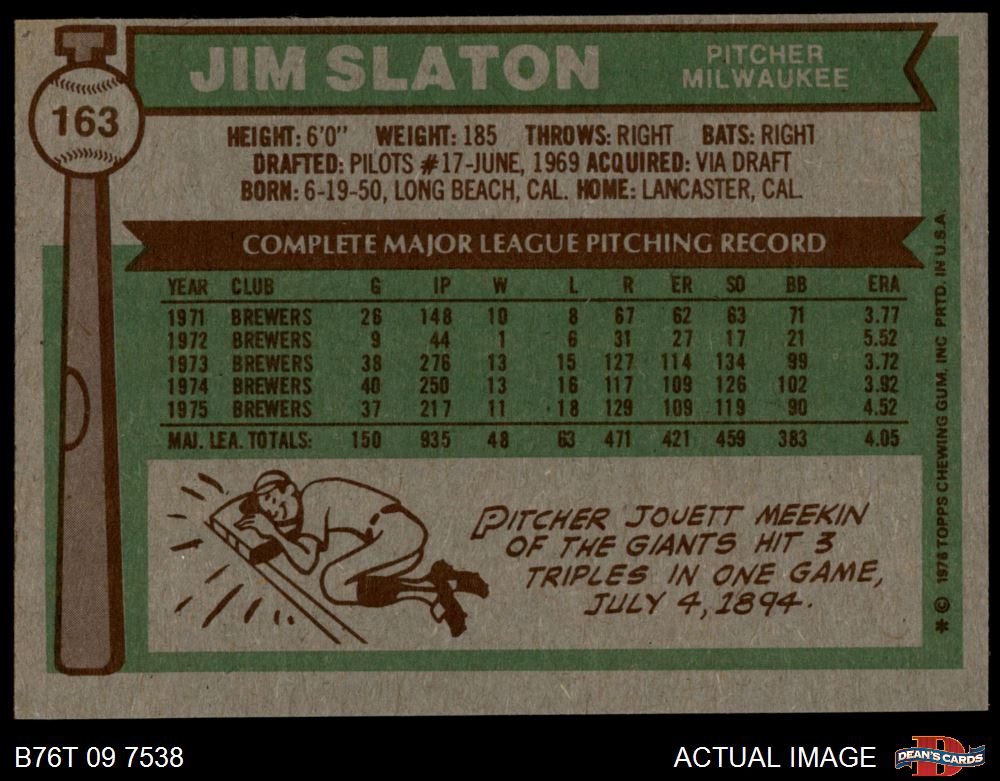 JIM SLATON
PITCHER
MILWAUKEE
163
HEIGHT: 6'0" WEIGHT: 185 THROWS: RIGHT BATS: RIGHT
DRAFTED: PILOTS #17-JUNE, 1969 ACQUIRED: VIA DRAFT
BORN: 6-19-50, LONG BEACH, CAL. HOME: LANCASTER, CAL.
COMPLETE MAJOR LEAGUE PITCHING RECORD
YEAR CLUB G IP W L R ER SO BB ERA
1971 BREWERS 26 148 10 8 67 62 63 71 3.77
1972 BREWERS 9 44 1 6 31 27 17 21 5.52
1973 BREWERS 38 276 13 15 127 114 134 99 3.72
1974 BREWERS 40 250 13 16 117 109 126 102 3.92
1975 BREWERS 37 217 11 18 129 109 119 90 4.52
MAJ. LEA. TOTALS: 150 935 48 63 471 421 459 383 4.05
PITCHER JOUETT MEEKIN
OF THE GIANTS HIT 3
TRIPLES IN ONE GAME,
JULY 4, 1894.
* © 1976 TOPPS CHEWING GUM, INC PRTD. IN U.S.A.
B76T 09 7538
ACTUAL IMAGE
D
DEAN'S CARDS